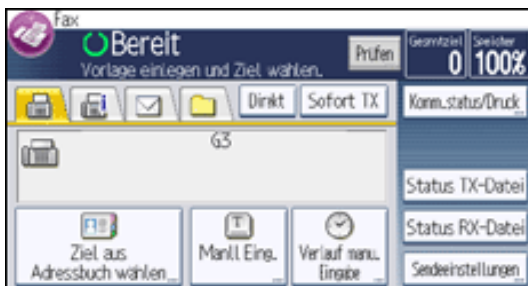 Fax
Bereit
Vorlage einlegen und Ziel wählen.
Prüfen
Gesmtziel
0
Speicher
100%
Direkt
Sofort TX
Komm.status/Druck
G3
Status TX-Datei
Status RX-Datei
Ziel aus
Adressbuch wählen
Manll Eing.
Verlauf manu.
Eingabe
Sendeeinstellungen